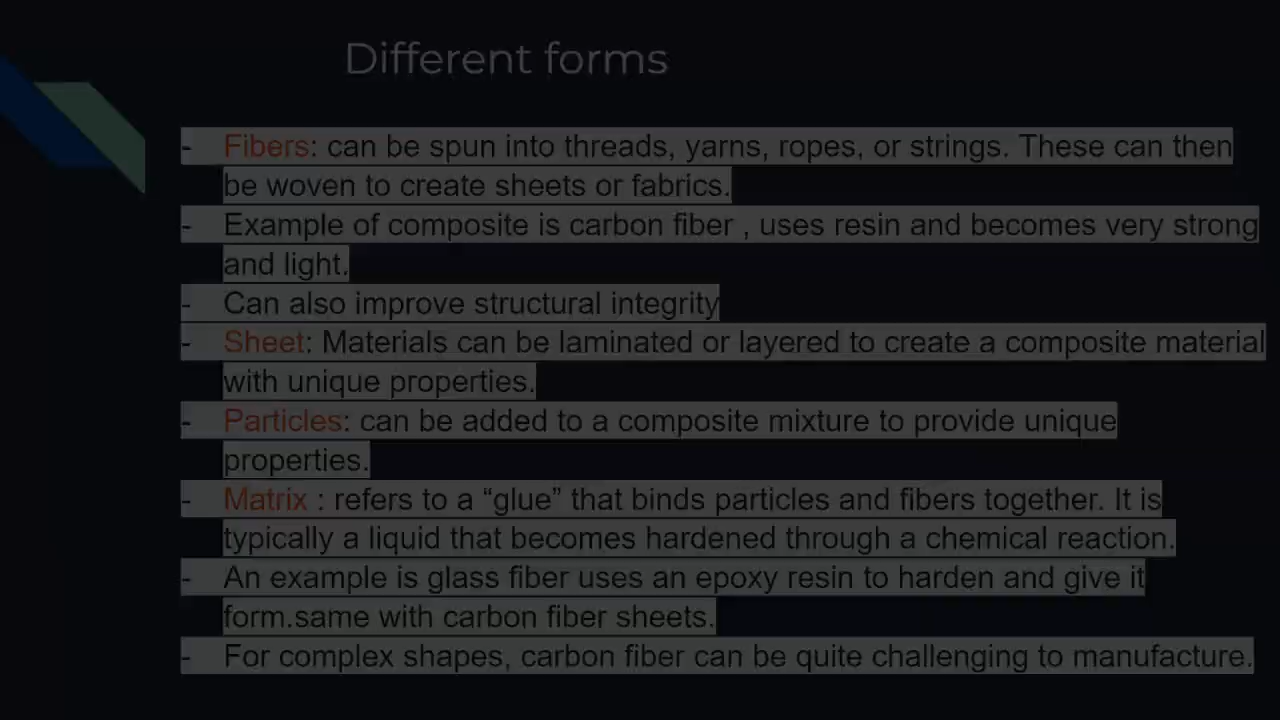 Different forms
- Fibers: can be spun into threads, yarns, ropes, or strings. These can then
be woven to create sheets or fabrics.
- Example of composite is carbon fiber , uses resin and becomes very strong
and light.
- Can also improve structural integrity
- Sheet: Materials can be laminated or layered to create a composite material
with unique properties.
- Particles: can be added to a composite mixture to provide unique
properties.
- Matrix : refers to a “glue” that binds particles and fibers together. It is
typically a liquid that becomes hardened through a chemical reaction.
- An example is glass fiber uses an epoxy resin to harden and give it
form.same with carbon fiber sheets.
- For complex shapes, carbon fiber can be quite challenging to manufacture.